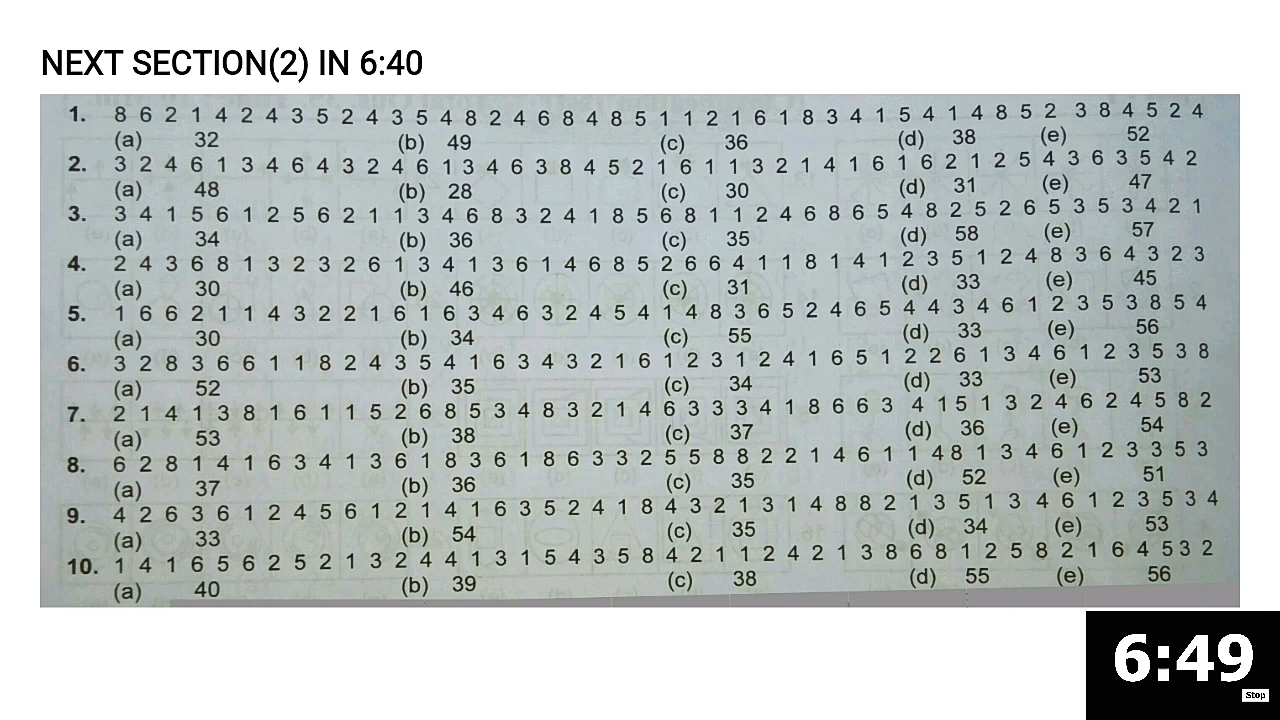 NEXT SECTION(2) IN 6:40
1. 8 6 2 1 4 2 4 3 5 2 4 3 5 4 8 2 4 6 8 4 8 5 1 1 2 1 6 1 8 3 4 1 5 4 1 4 8 5 2 3 8 4 5 2 4
(a) 32 (b) 49 (c) 36 (d) 38 (e) 52
2. 3 2 4 6 1 3 4 6 4 3 2 4 6 1 3 4 6 3 8 4 5 2 1 6 1 1 3 2 1 4 1 6 1 6 2 1 2 5 4 3 6 3 5 4 2
(a) 48 (b) 28 (c) 30 (d) 31 (e) 47
3. 3 4 1 5 6 1 2 5 6 2 1 1 3 4 6 8 3 2 4 1 8 5 6 8 1 1 2 4 6 8 6 5 4 8 2 5 2 6 5 3 5 3 4 2 1
(a) 34 (b) 36 (c) 35 (d) 58 (e) 57
4. 2 4 3 6 8 1 3 2 3 2 6 1 3 4 1 3 6 1 4 6 8 5 2 6 6 4 1 1 8 1 4 1 2 3 5 1 2 4 8 3 6 4 3 2 3
(a) 30 (b) 46 (c) 31 (d) 33 (e) 45
5. 1 6 6 2 1 1 4 3 2 2 1 6 1 6 3 4 6 3 2 4 5 4 1 4 8 3 6 5 2 4 6 5 4 4 3 4 6 1 2 3 5 3 8 5 4
(a) 30 (b) 34 (c) 55 (d) 33 (e) 56
6. 3 2 8 3 6 6 1 1 8 2 4 3 5 4 1 6 3 4 3 2 1 6 1 2 3 1 2 4 1 6 5 1 2 2 6 1 3 4 6 1 2 3 5 3 8
(a) 52 (b) 35 (c) 34 (d) 33 (e) 53
7. 2 1 4 1 3 8 1 6 1 1 5 2 6 8 5 3 4 8 3 2 1 4 6 3 3 3 4 1 8 6 6 3 4 1 5 1 3 2 4 6 2 4 5 8 2
(a) 53 (b) 38 (c) 37 (d) 36 (e) 54
8. 6 2 8 1 4 1 6 3 4 1 3 6 1 8 3 6 1 8 6 3 3 2 5 5 8 8 2 2 1 4 6 1 1 4 8 1 3 4 6 1 2 3 3 5 3
(a) 37 (b) 36 (c) 35 (d) 52 (e) 51
9. 4 2 6 3 6 1 2 4 5 6 1 2 1 4 1 6 3 5 2 4 1 8 4 3 2 1 3 1 4 8 8 2 1 3 5 1 3 4 6 1 2 3 5 3 4
(a) 33 (b) 54 (c) 35 (d) 34 (e) 53
10. 1 4 1 6 5 6 2 5 2 1 3 2 4 4 1 3 1 5 4 3 5 8 4 2 1 1 2 4 2 1 3 8 6 8 1 2 5 8 2 1 6 4 5 3 2
(a) 40 (b) 39 (c) 38 (d) 55 (e) 56
6:49
Stop